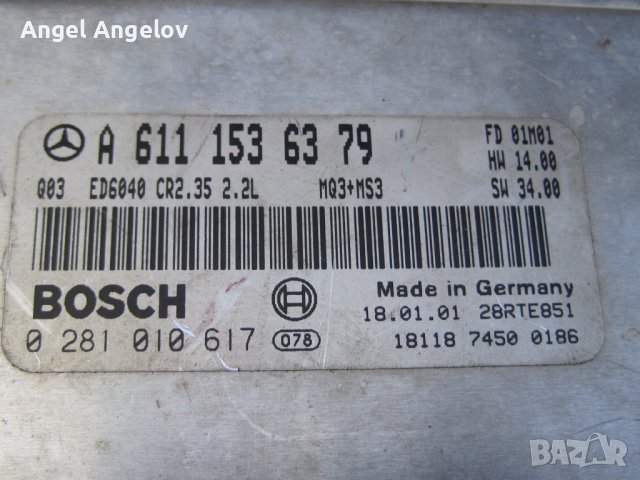 Angel Angelov
A 611 153 63 79
FD 01M01
HW 14.00
Q03 ED6040 CR2.35 2.2L MQ3+MS3 SW 34.00
BOSCH
Made in Germany
18.01.01 28RTE851
0 281 010 617 078
18118 7450 0186
BAZAR